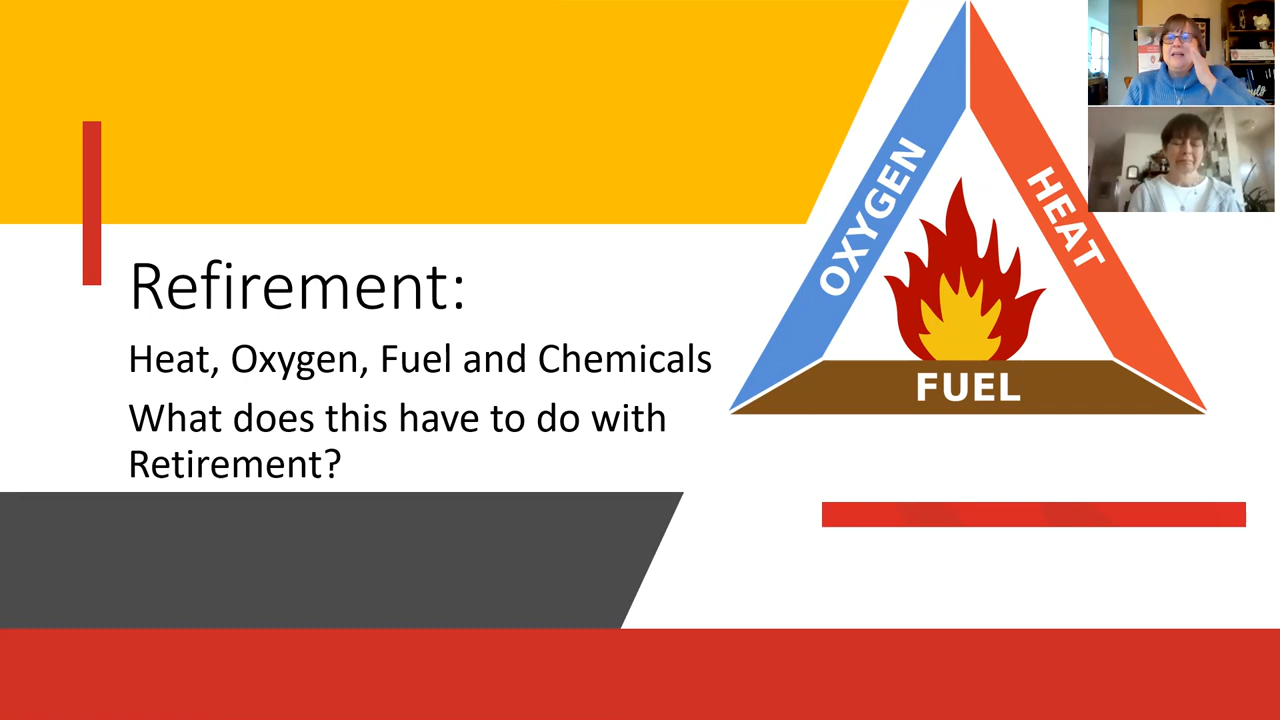 Refirement:
Heat, Oxygen, Fuel and Chemicals
What does this have to do with
Retirement?
OXYGEN
HEAT
FUEL